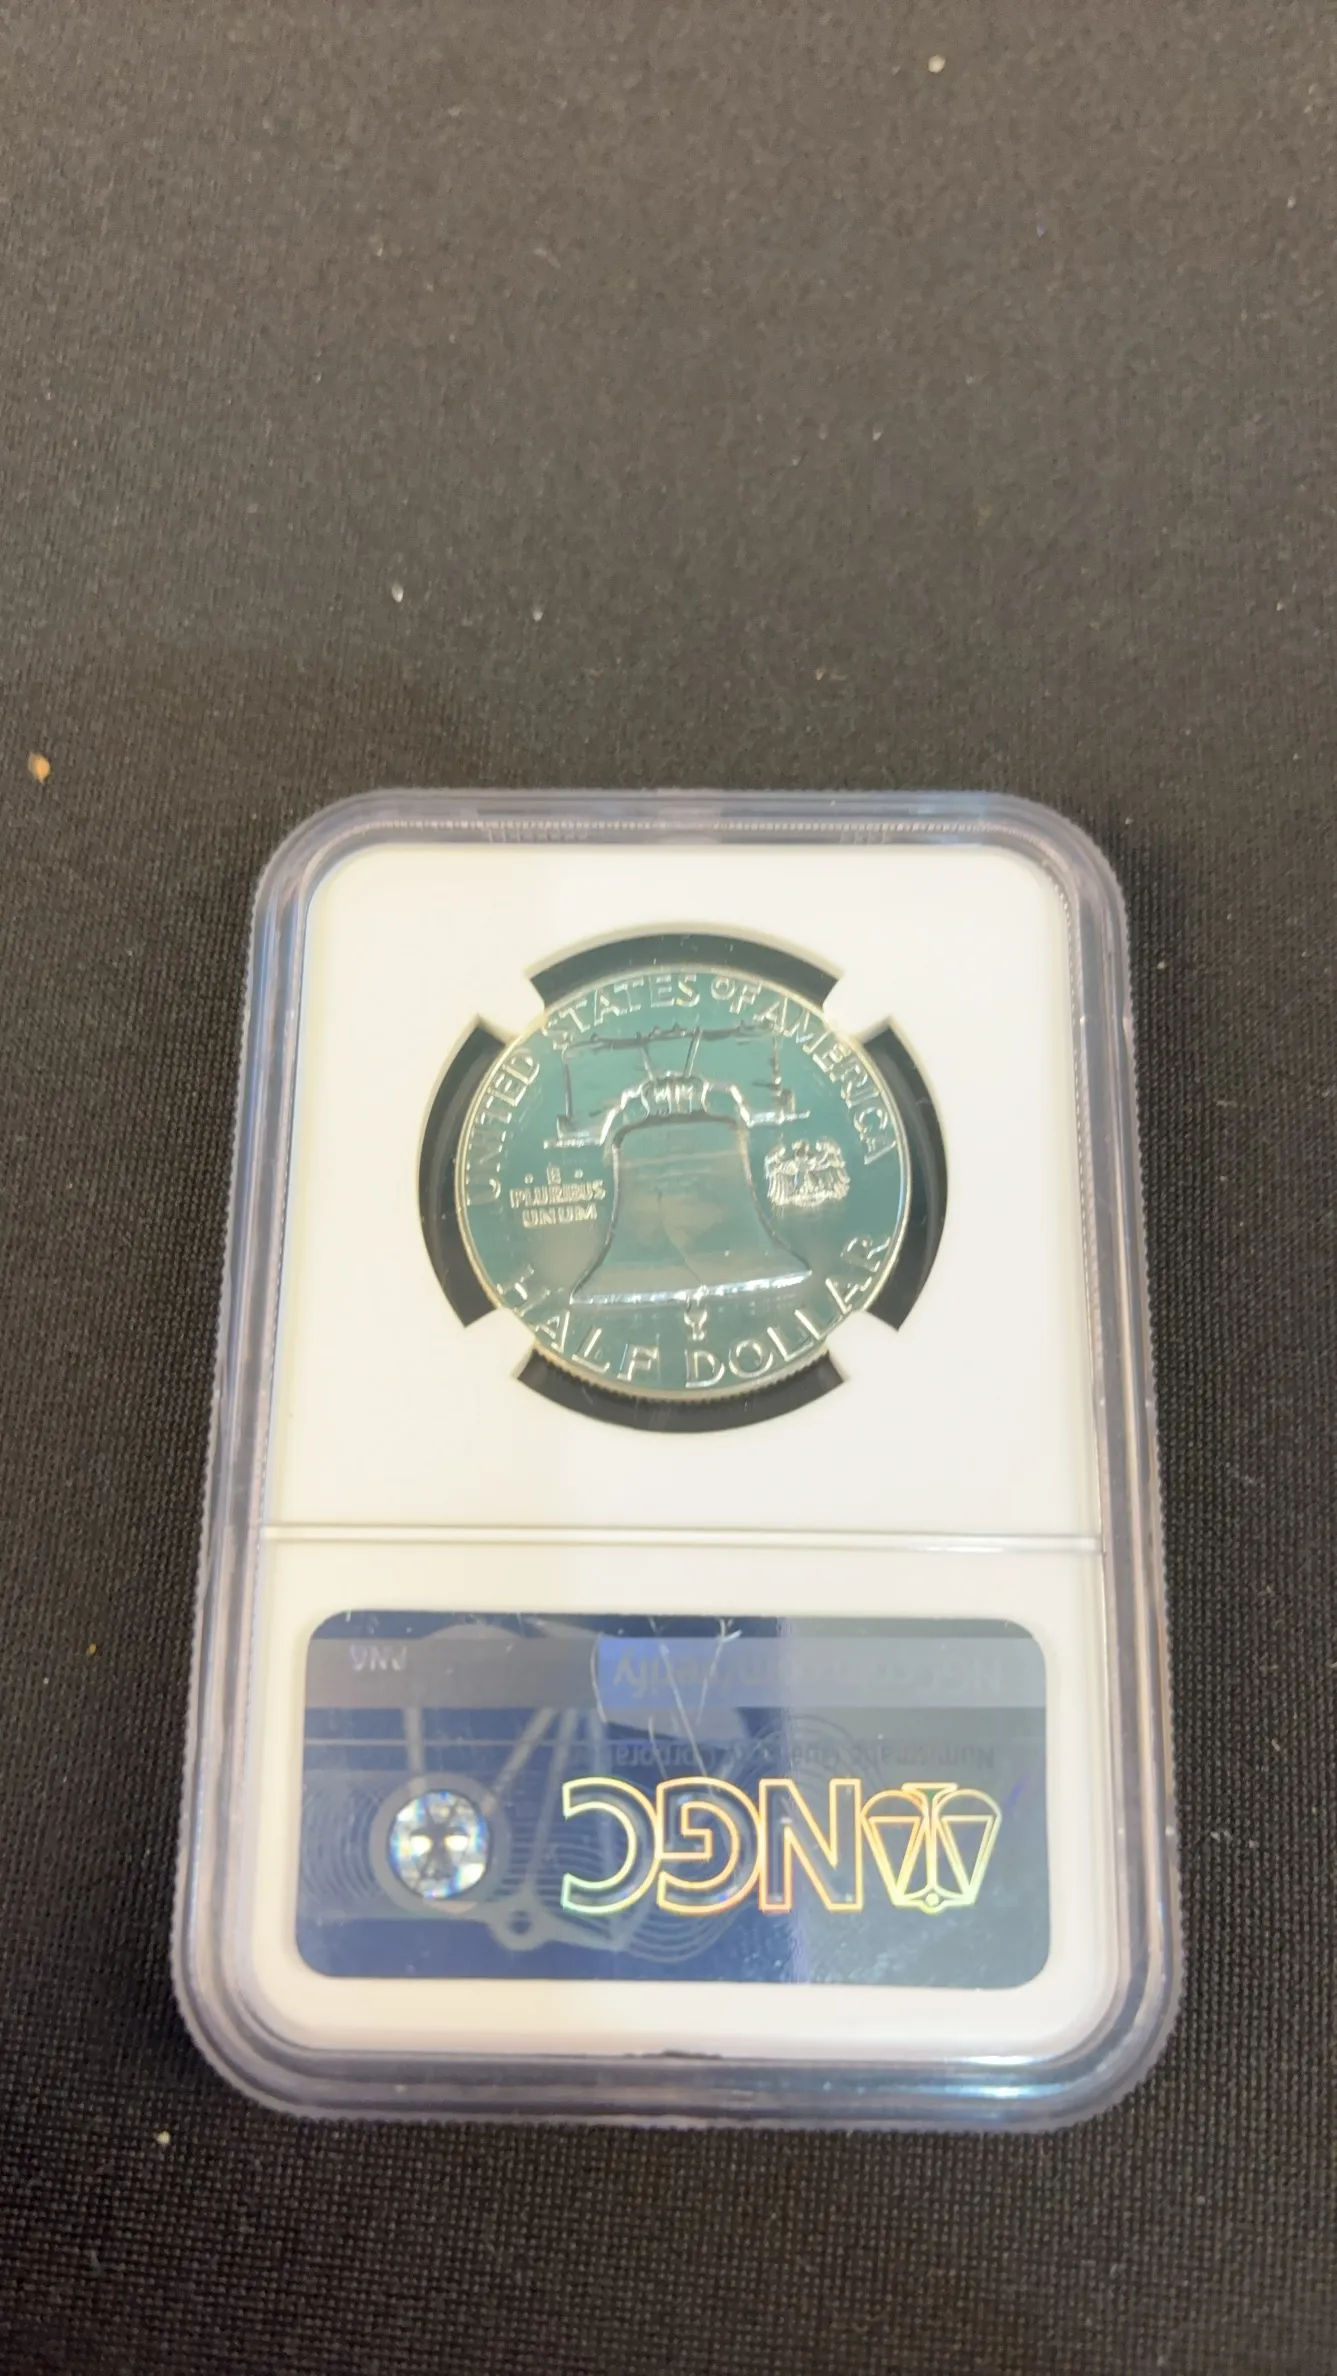 UNITED STATES OF AMERICA
· E ·
PLURIBUS
UNUM
HALF DOLLAR
NGC